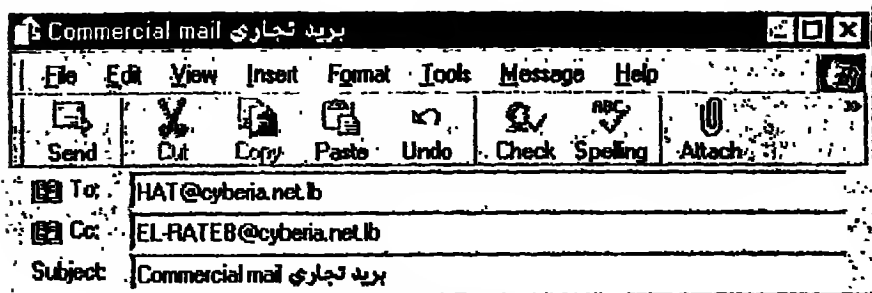 Commercial mail بريد تجاري
File Edit View Insert Format Tools Message Help
Send Cut Copy Paste Undo Check Spelling Attach
To: HAT@cyberia.net.lb
Cc: EL-RATEB@cyberia.net.lb
Subject: Commercial mail بريد تجاري